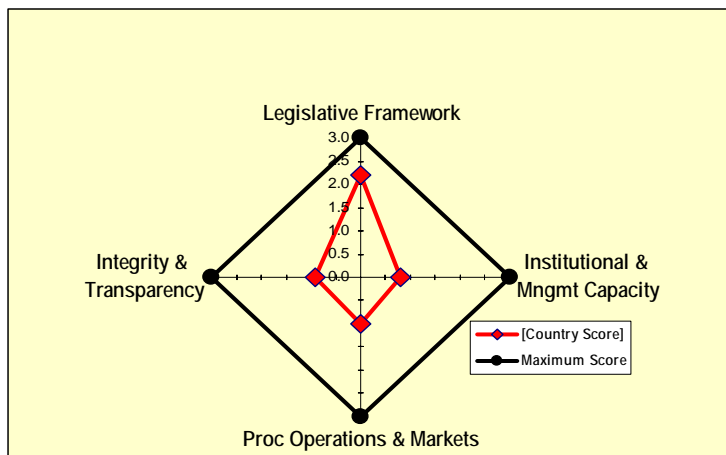 Legislative Framework
3.0
2.5
2.0
1.5
1.0
0.5
0.0
Integrity &
Transparency
Institutional &
Mngmt Capacity
[Country Score]
Maximum Score
Proc Operations & Markets